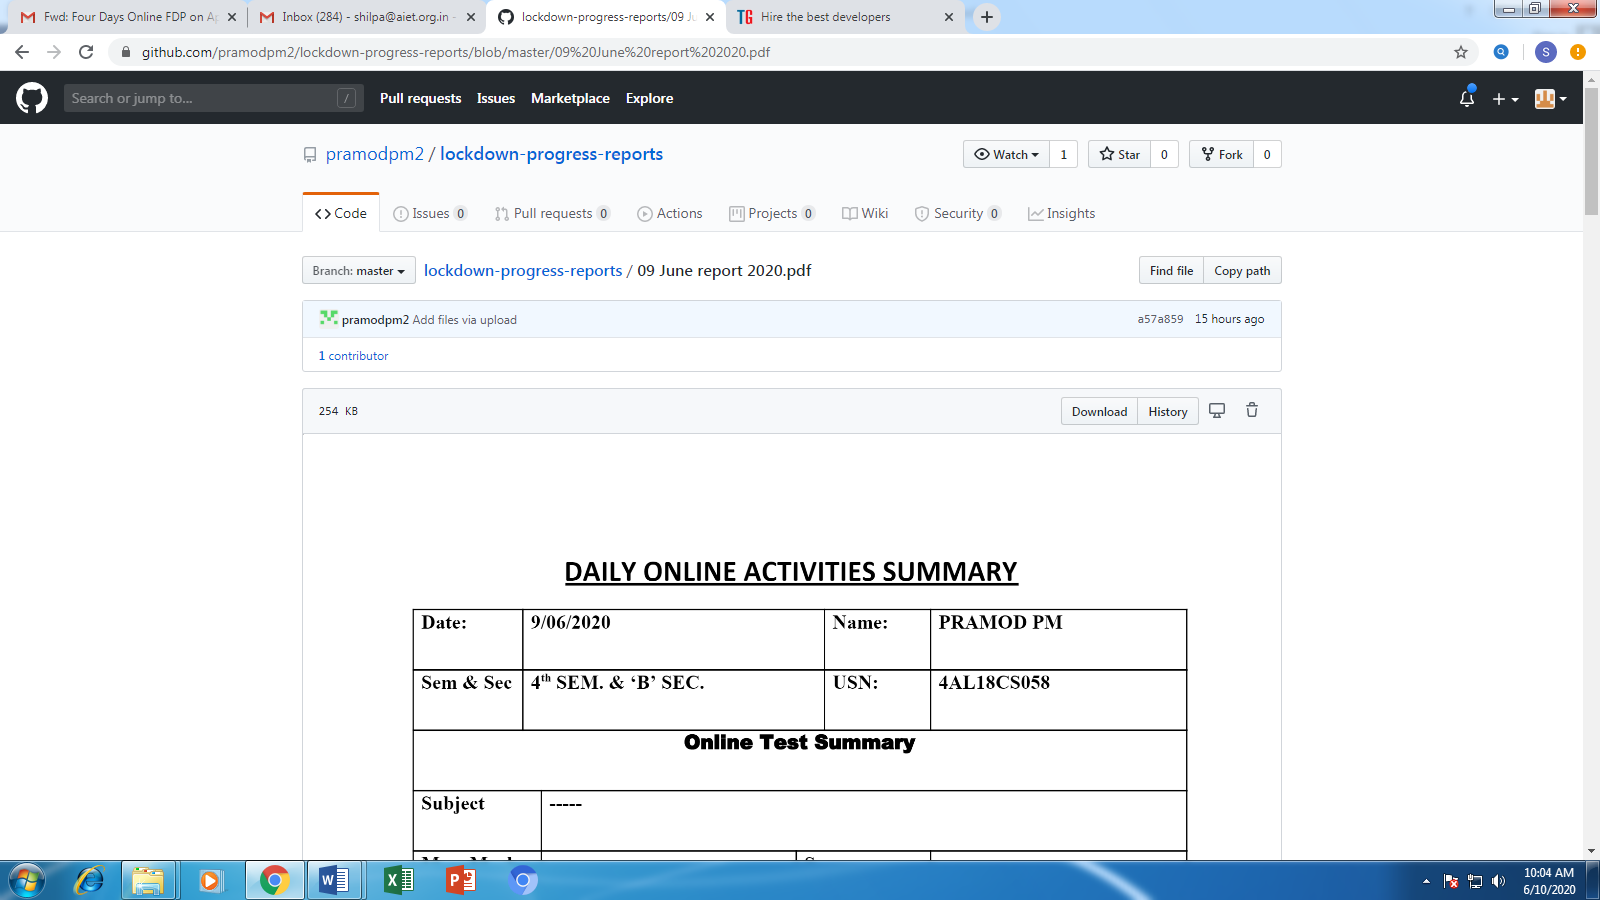 Fwd: Four Days Online FDP on Ap
Inbox (284) - shilpa@aiet.org.in -
lockdown-progress-reports/09 Ju
TG Hire the best developers
github.com/pramodpm2/lockdown-progress-reports/blob/master/09%20June%20report%202020.pdf
S
Search or jump to...
/
Pull requests
Issues
Marketplace
Explore
pramodpm2 / lockdown-progress-reports
Watch 1
Star 0
Fork 0
Code
Issues 0
Pull requests 0
Actions
Projects 0
Wiki
Security 0
Insights
Branch: master
lockdown-progress-reports / 09 June report 2020.pdf
Find file
Copy path
pramodpm2 Add files via upload
a57a859 15 hours ago
1 contributor
254 KB
Download
History
DAILY ONLINE ACTIVITIES SUMMARY
Date: 9/06/2020 Name: PRAMOD PM
Sem & Sec 4th SEM. & ‘B’ SEC. USN: 4AL18CS058
Online Test Summary
Subject -----
10:04 AM
6/10/2020